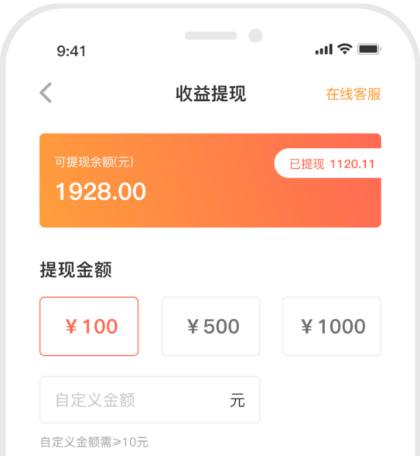 9:41
收益提现
在线客服
可提现余额(元)
已提现 1120.11
1928.00
提现金额
¥100
¥500
¥1000
自定义金额 元
自定义金额需≥10元